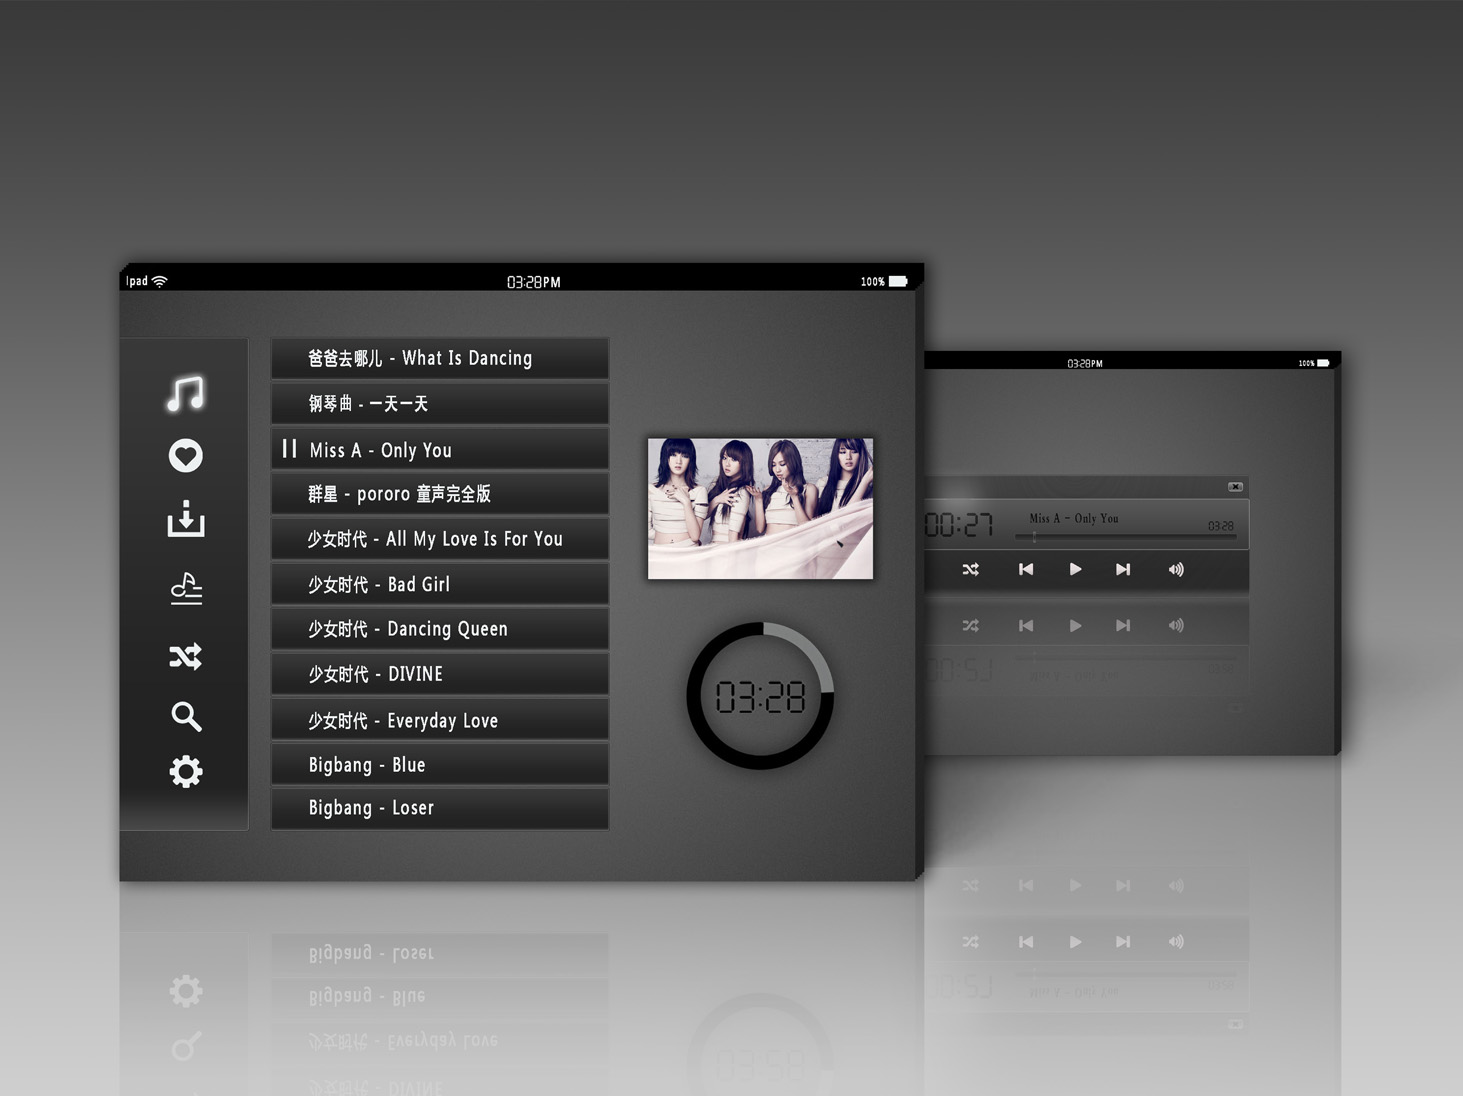 Ipad
03:28PM
100%
爸爸去哪儿 - What Is Dancing
钢琴曲 - 一天一天
Miss A - Only You
群星 - pororo 童声完全版
少女时代 - All My Love Is For You
少女时代 - Bad Girl
少女时代 - Dancing Queen
少女时代 - DIVINE
少女时代 - Everyday Love
Bigbang - Blue
Bigbang - Loser
03:28
03:28PM
100%
00:27
Miss A - Only You
03:28